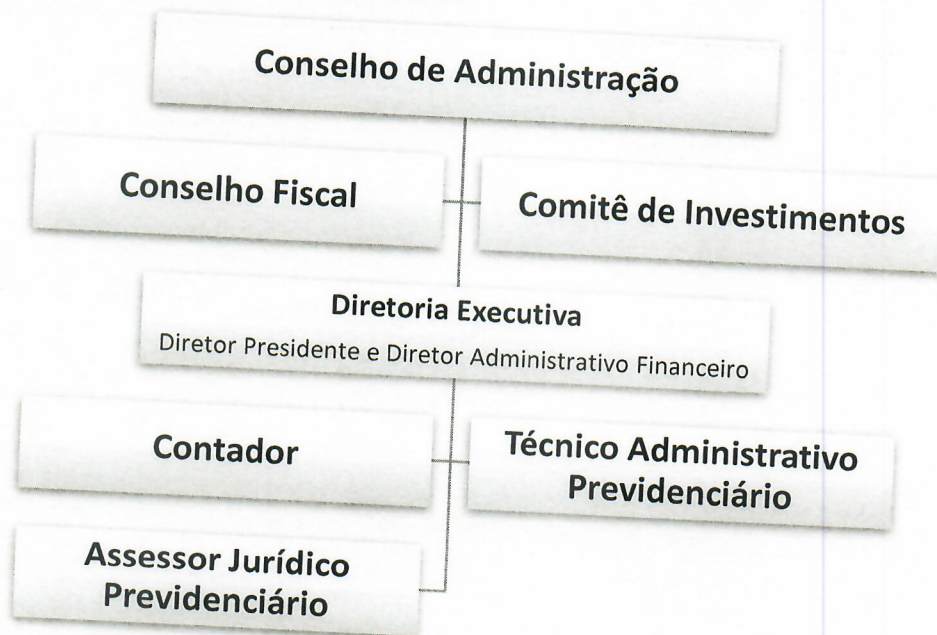 Conselho de Administração
Conselho Fiscal
Comitê de Investimentos
Diretoria Executiva
Diretor Presidente e Diretor Administrativo Financeiro
Contador
Técnico Administrativo
Previdenciário
Assessor Jurídico
Previdenciário